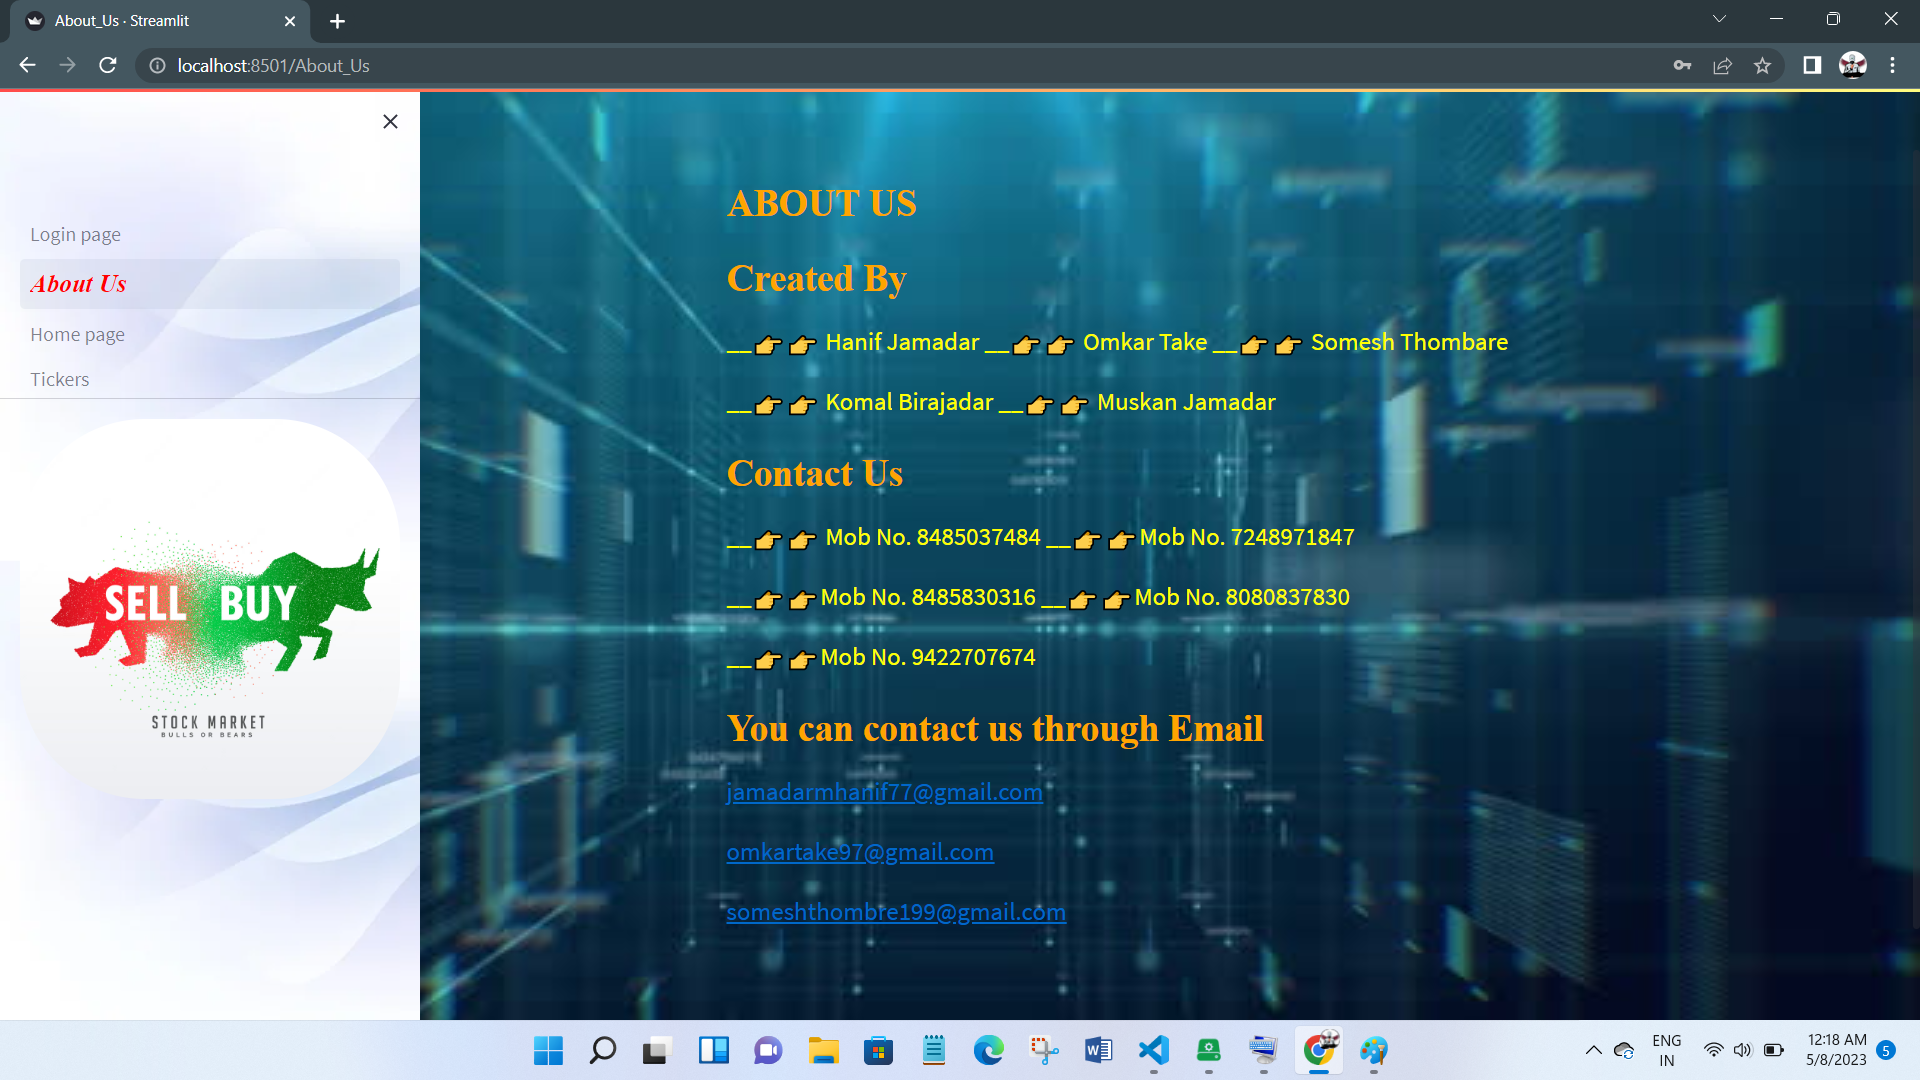 About_Us · Streamlit
localhost:8501/About_Us
Login page
About Us
Home page
Tickers
SELL BUY
STOCK MARKET
BULLS OR BEARS
ABOUT US
Created By
__👉👉 Hanif Jamadar __👉👉 Omkar Take __👉👉 Somesh Thombare
__👉👉 Komal Birajadar __👉👉 Muskan Jamadar
Contact Us
__👉👉 Mob No. 8485037484 __👉👉Mob No. 7248971847
__👉👉Mob No. 8485830316 __👉👉Mob No. 8080837830
__👉👉Mob No. 9422707674
You can contact us through Email
jamadarmhanif77@gmail.com
omkartake97@gmail.com
someshthombre199@gmail.com
ENG
IN
12:18 AM
5/8/2023
5